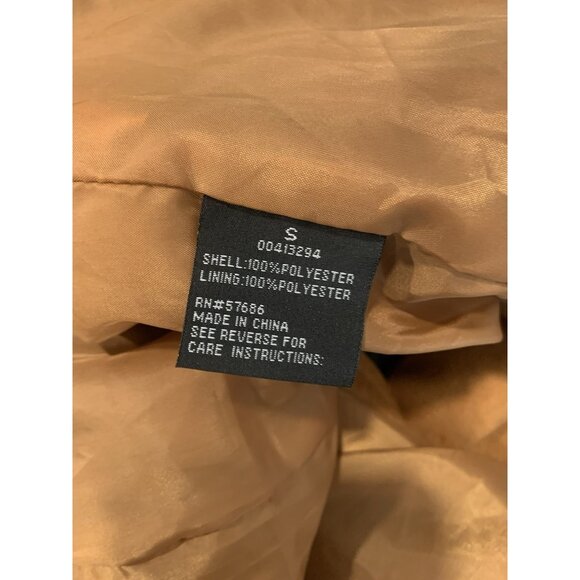 S
00413294
SHELL:100%POLYESTER
LINING:100%POLYESTER
RN#57686
MADE IN CHINA
SEE REVERSE FOR
CARE INSTRUCTIONS: